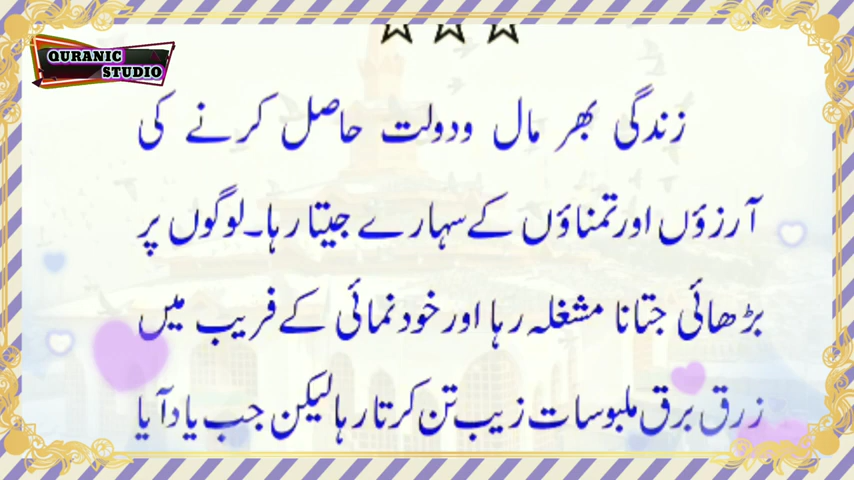 QURANIC
STUDIO
زندگی بھر مال ودولت حاصل کرنے کی
آرزوؤں اور تمناؤں کے سہارے جیتا رہا۔ لوگوں پر
بڑھائی جتانا مشغلہ رہا اور خود نمائی کے فریب میں
زرق برق ملبوسات زیب تن کرتا رہا لیکن جب یاد آیا